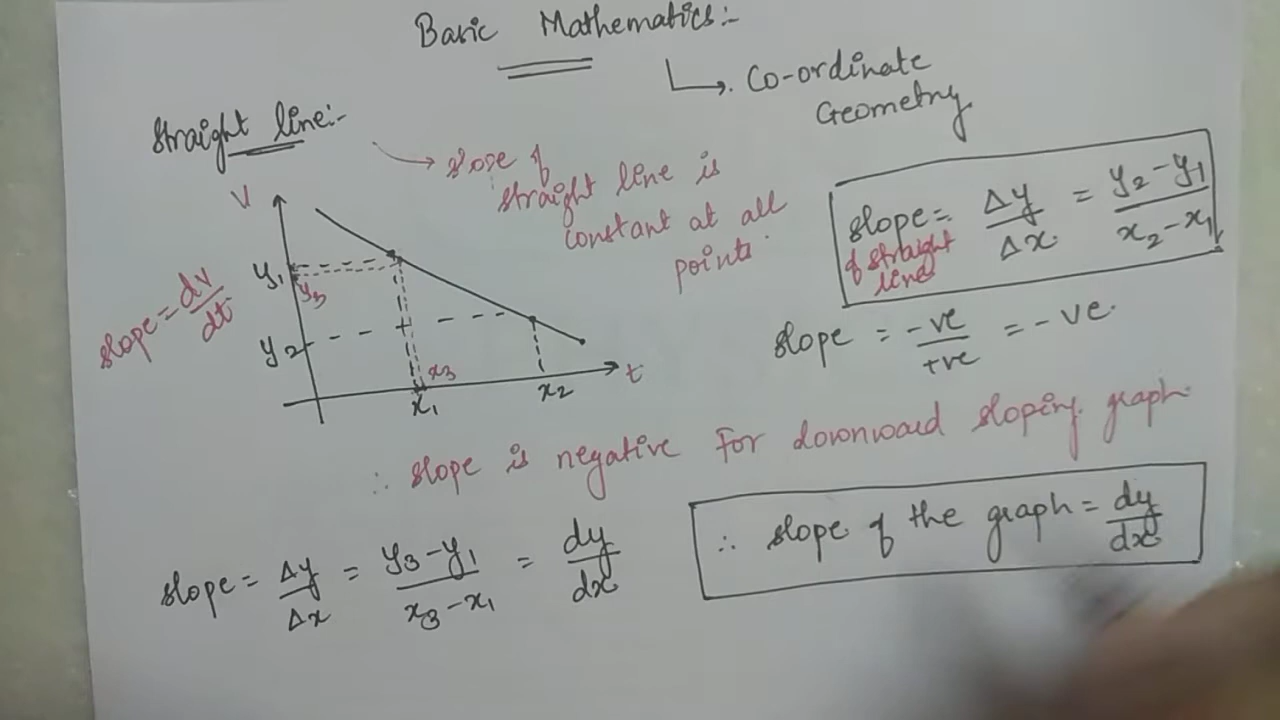 Basic Mathematics:-
↳ Co-ordinate
Geometry
Straight line:-
→ slope of
straight line is
constant at all
points.
slope = Δy/Δx = y₂-y₁/x₂-x₁
of straight
line
V
y₁
y₃
slope = dv/dt
y₂
x₃
x₁
x₂
t
slope = -ve/+ve = -ve.
∴ slope is negative for downward sloping graph.
slope = Δy/Δx = y₃-y₁/x₃-x₁ = dy/dx
∴ slope of the graph = dy/dx